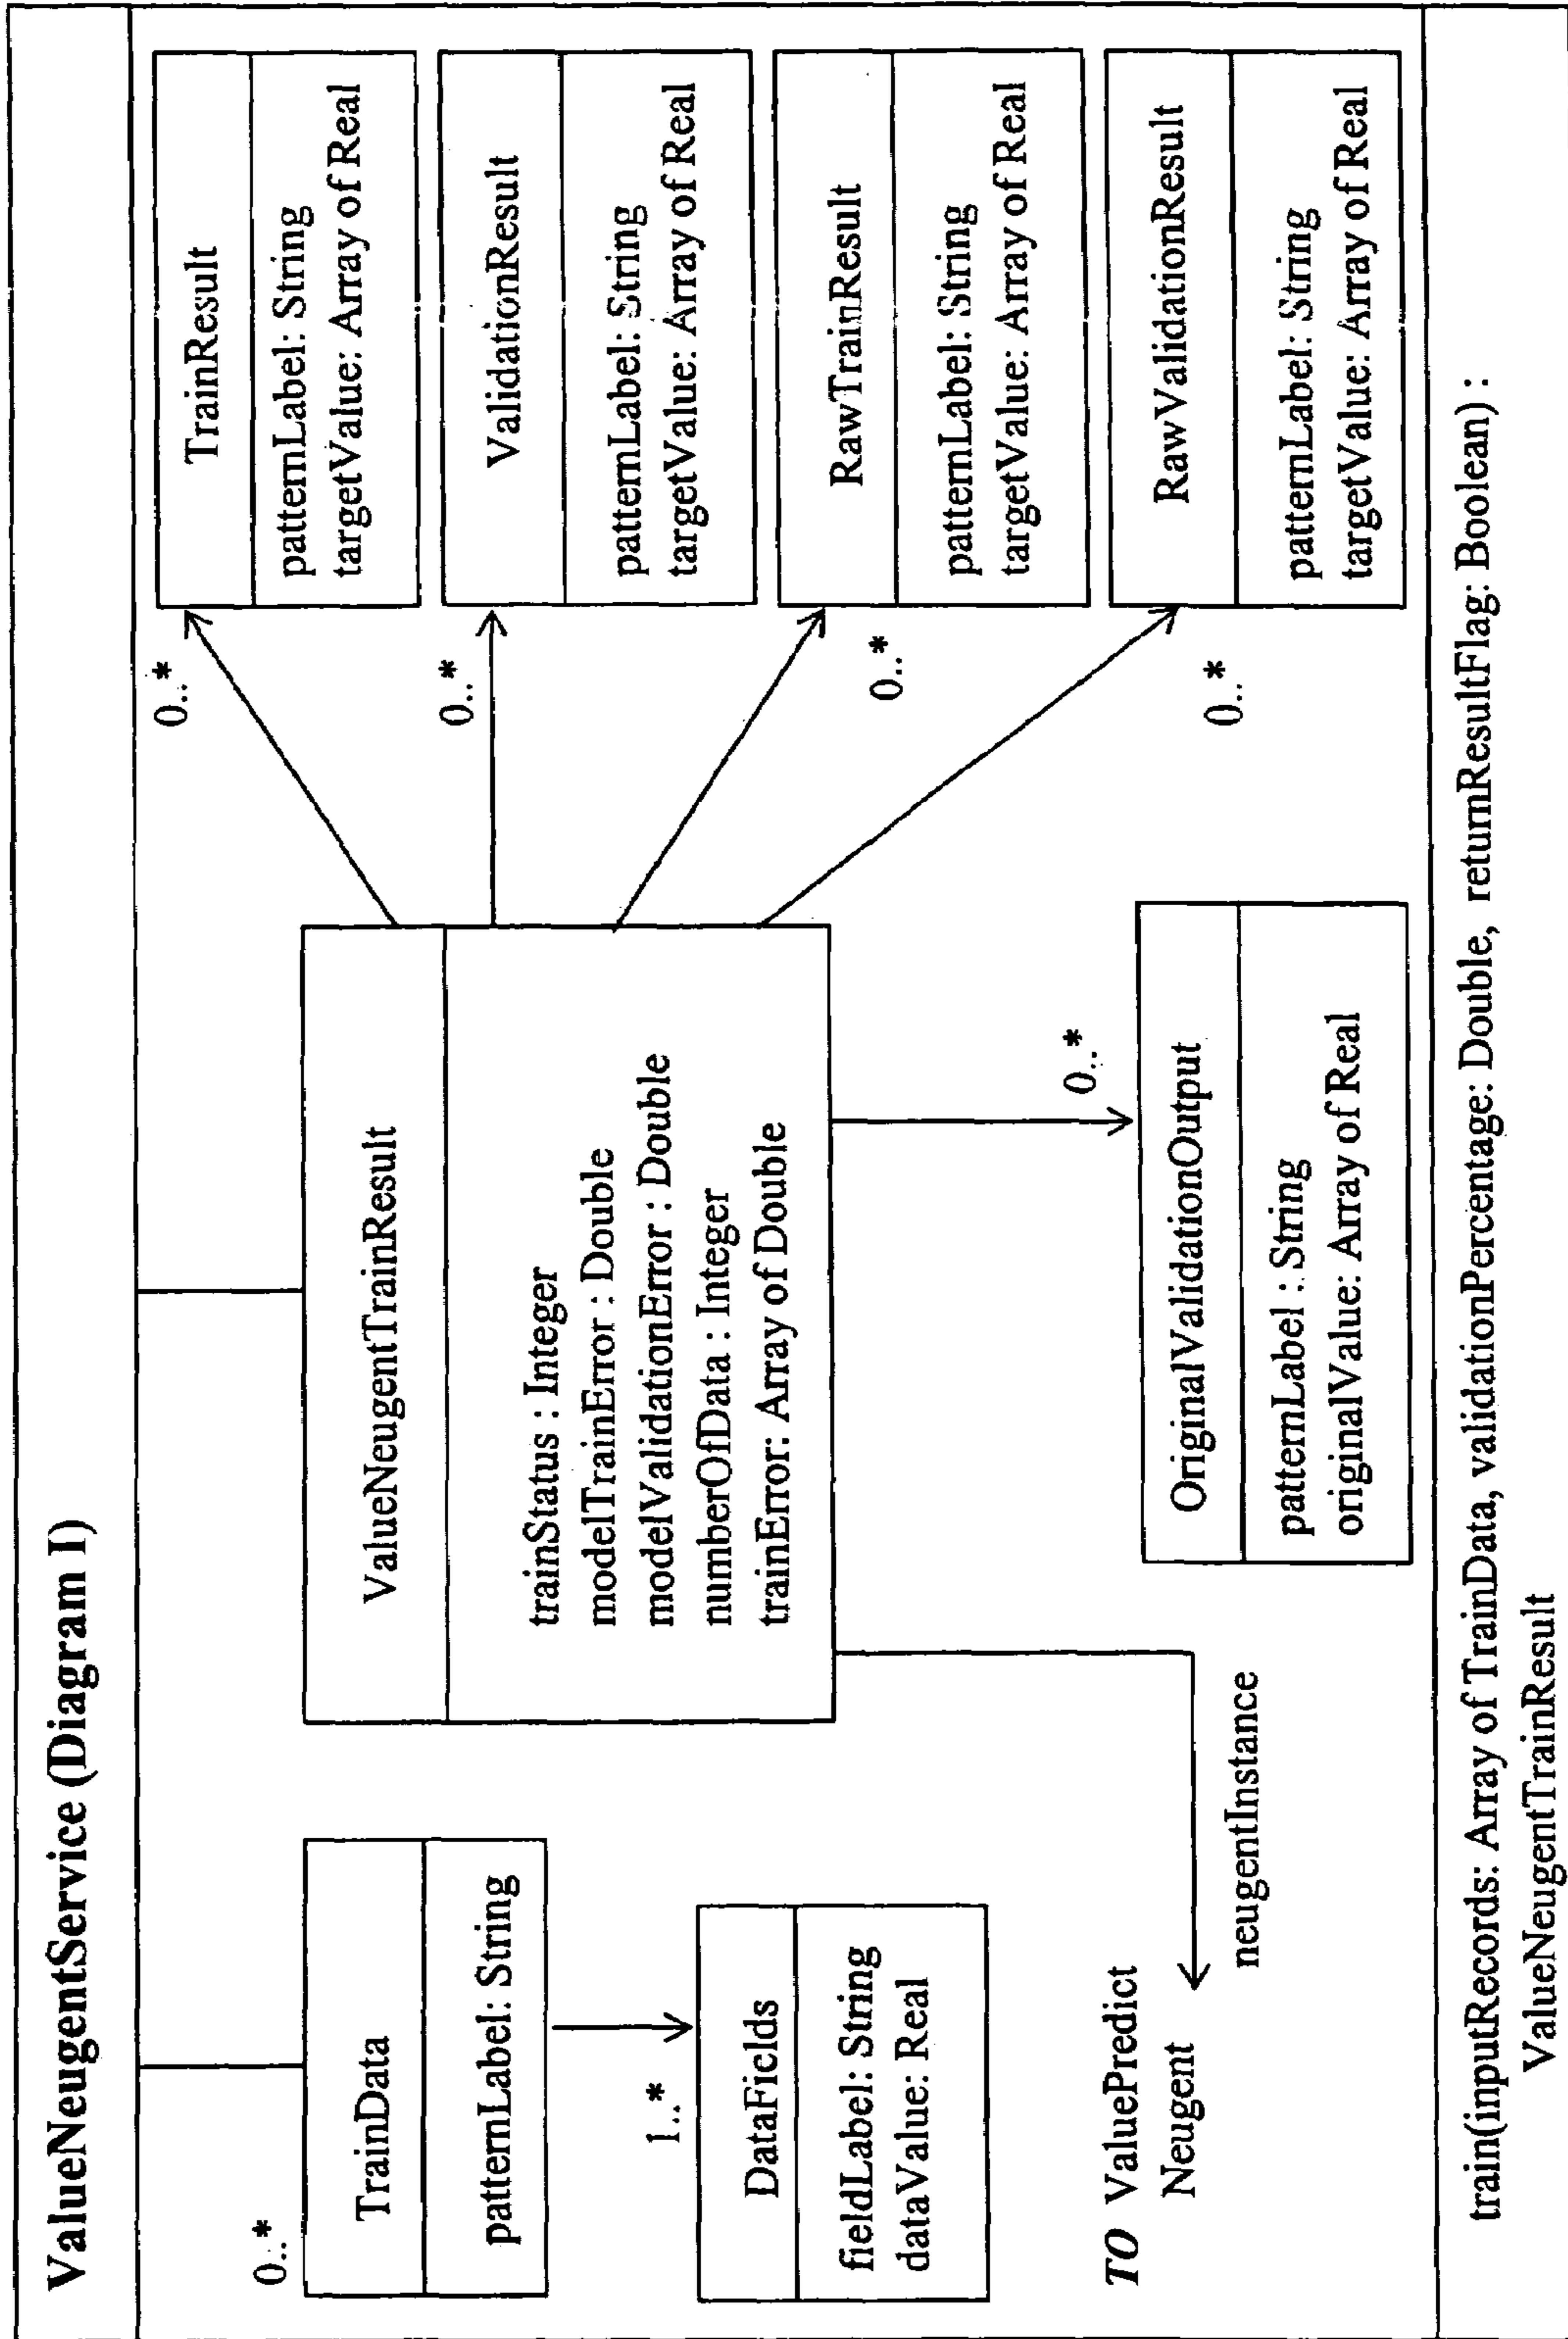 ValueNeugentService (Diagram I)
0..*
TrainData
patternLabel: String
1..*
DataFields
fieldLabel: String
dataValue: Real
TO ValuePredict
Neugent
neugentInstance
ValueNeugentTrainResult
trainStatus : Integer
modelTrainError : Double
modelValidationError : Double
numberOfData : Integer
trainError: Array of Double
0..*
OriginalValidationOutput
patternLabel : String
originalValue: Array of Real
0..*
TrainResult
patternLabel: String
targetValue: Array of Real
0..*
ValidationResult
patternLabel: String
targetValue: Array of Real
0..*
RawTrainResult
patternLabel: String
targetValue: Array of Real
0..*
RawValidationResult
patternLabel: String
targetValue: Array of Real
train(inputRecords: Array of TrainData, validationPercentage: Double, returnResultFlag: Boolean) :
ValueNeugentTrainResult